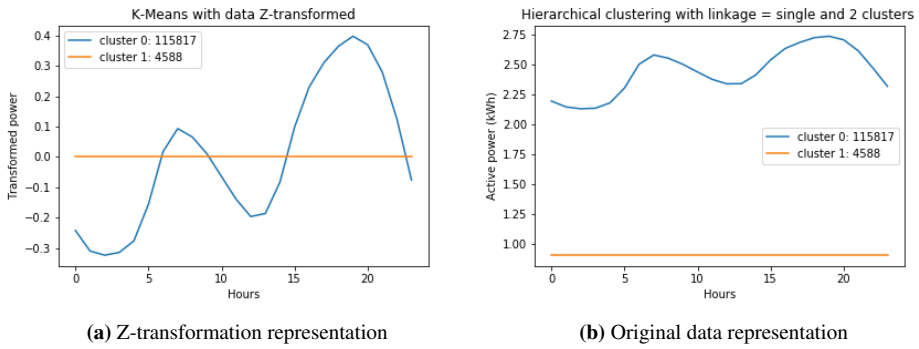 K-Means with data Z-transformed
cluster 0: 115817
cluster 1: 4588
0.4
0.3
0.2
0.1
0.0
−0.1
−0.2
−0.3
Transformed power
0
5
10
15
20
Hours
(a) Z-transformation representation
Hierarchical clustering with linkage = single and 2 clusters
2.75
2.50
2.25
2.00
1.75
1.50
1.25
1.00
Active power (kWh)
cluster 0: 115817
cluster 1: 4588
0
5
10
15
20
Hours
(b) Original data representation